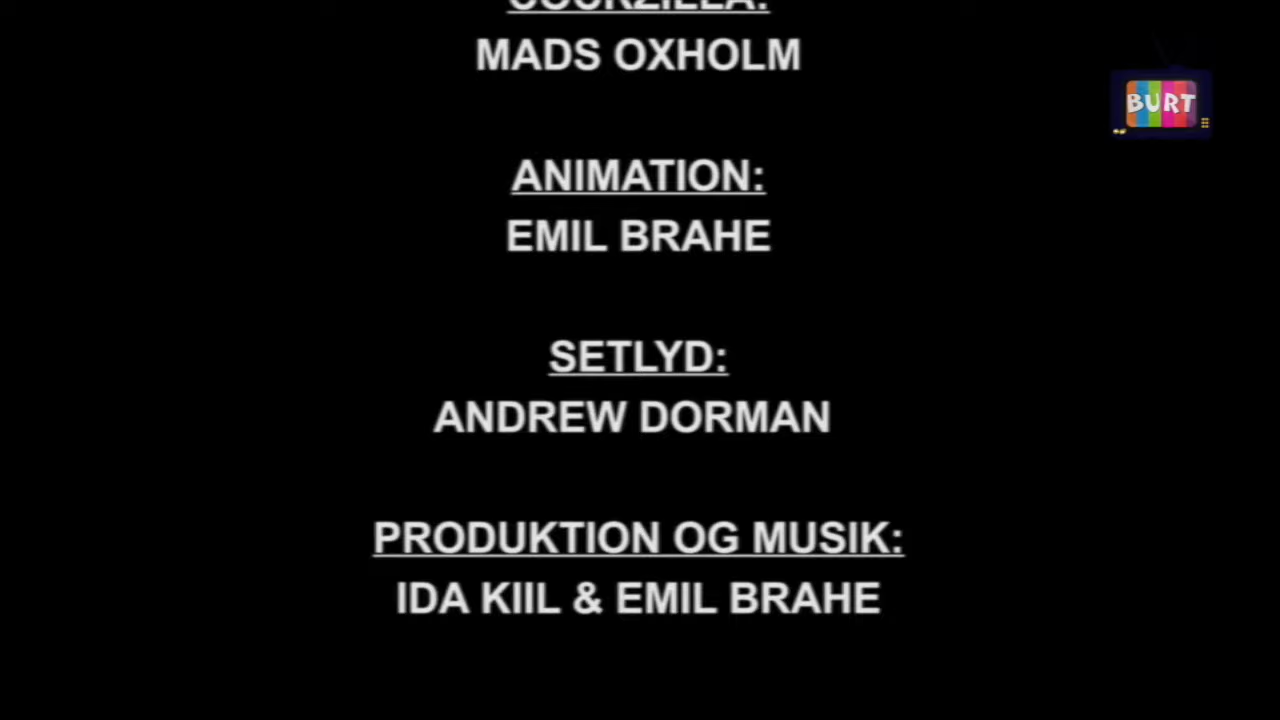 MADS OXHOLM
BURT
ANIMATION:
EMIL BRAHE
SETLYD:
ANDREW DORMAN
PRODUKTION OG MUSIK:
IDA KIIL & EMIL BRAHE